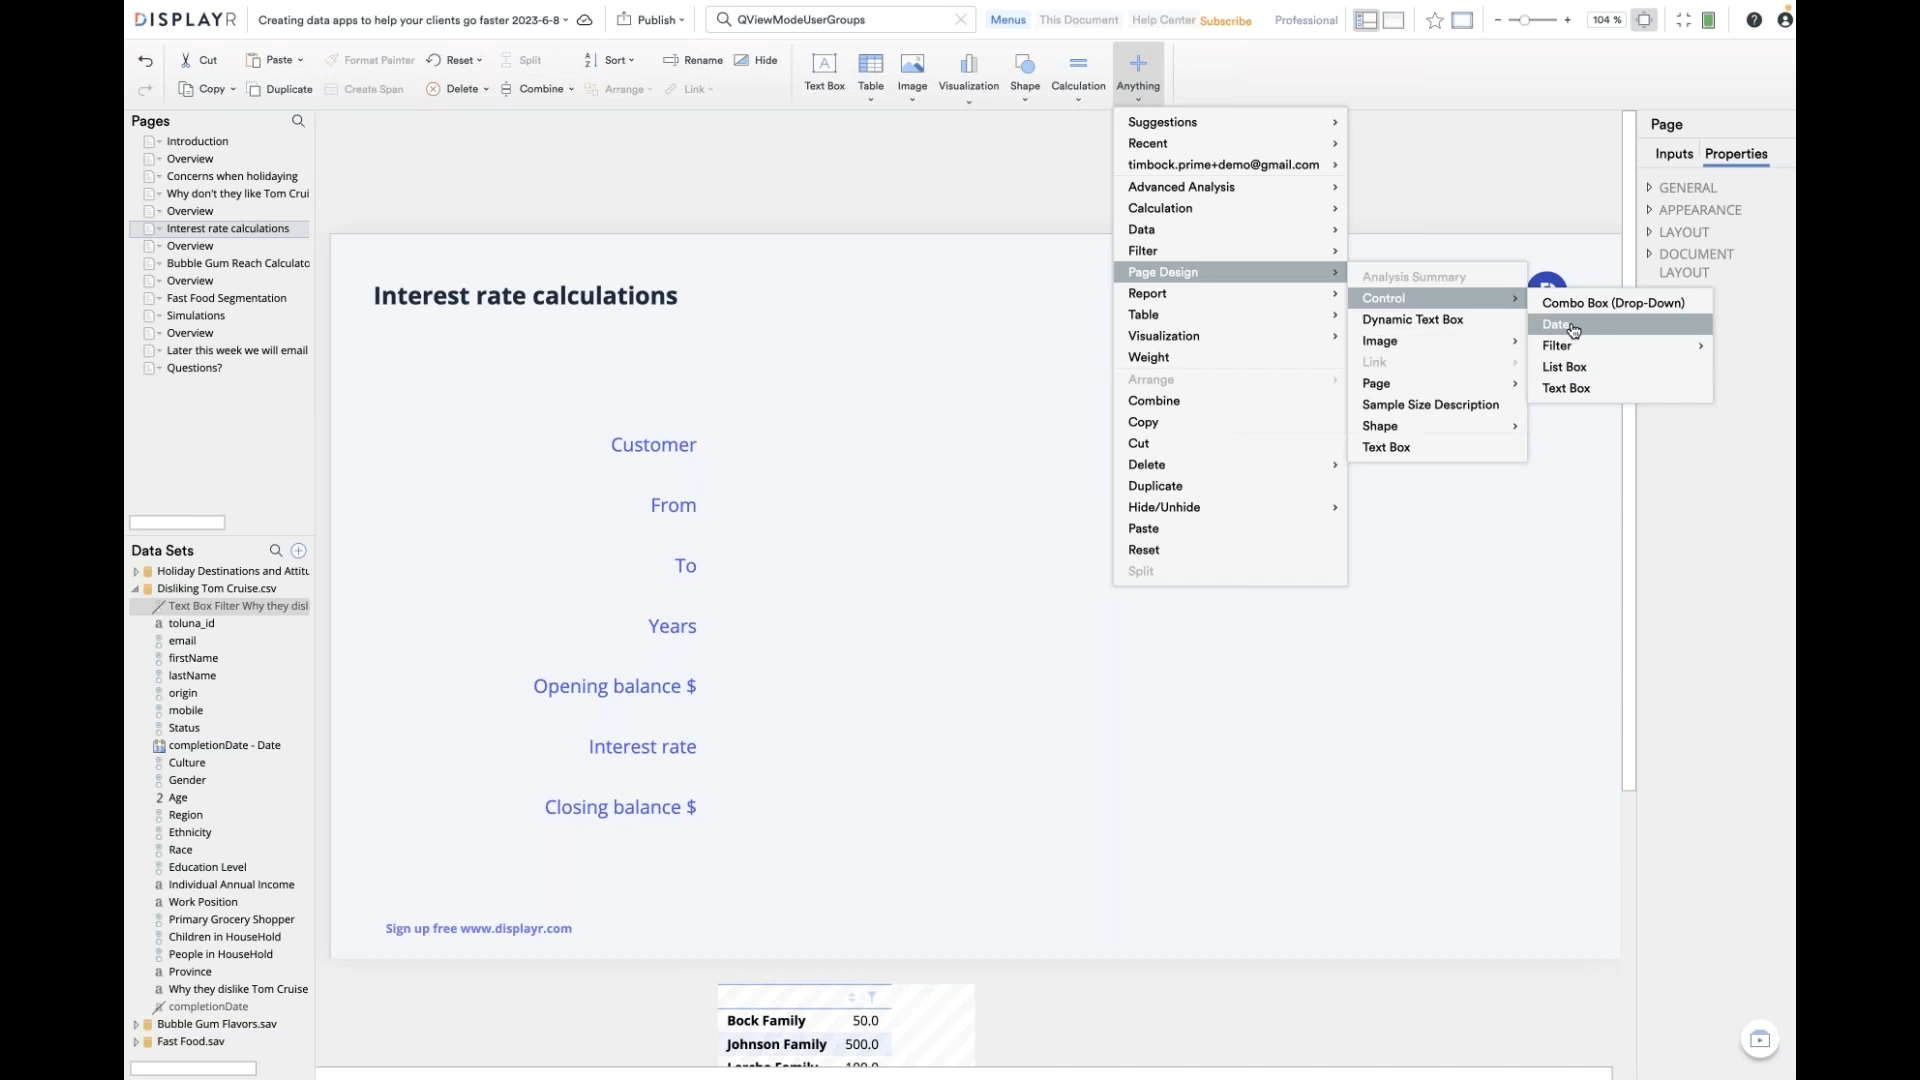 DISPLAYR
Creating data apps to help your clients go faster 2023-6-8
Publish
QViewModeUserGroups
Menus
This Document
Help Center
Subscribe
Professional
104 %
Cut
Paste
Format Painter
Reset
Split
Sort
Rename
Hide
Copy
Duplicate
Create Span
Delete
Combine
Arrange
Link
Text Box
Table
Image
Visualization
Shape
Calculation
Anything
Pages
Introduction
Overview
Concerns when holidaying
Why don't they like Tom Crui
Overview
Interest rate calculations
Overview
Bubble Gum Reach Calculato
Overview
Fast Food Segmentation
Simulations
Overview
Later this week we will email
Questions?
Data Sets
Holiday Destinations and Attitu
Disliking Tom Cruise.csv
Text Box Filter Why they disl
toluna_id
email
firstName
lastName
origin
mobile
Status
completionDate - Date
Culture
Gender
Age
Region
Ethnicity
Race
Education Level
Individual Annual Income
Work Position
Primary Grocery Shopper
Children in HouseHold
People in HouseHold
Province
Why they dislike Tom Cruise
completionDate
Bubble Gum Flavors.sav
Fast Food.sav
Interest rate calculations
Customer
From
To
Years
Opening balance $
Interest rate
Closing balance $
Sign up free www.displayr.com
Bock Family 50.0
Johnson Family 500.0
Suggestions
Recent
timbock.prime+demo@gmail.com
Advanced Analysis
Calculation
Data
Filter
Page Design
Report
Table
Visualization
Weight
Arrange
Combine
Copy
Cut
Delete
Duplicate
Hide/Unhide
Paste
Reset
Split
Analysis Summary
Control
Dynamic Text Box
Image
Link
Page
Sample Size Description
Shape
Text Box
Combo Box (Drop-Down)
Date
Filter
List Box
Text Box
Page
Inputs
Properties
GENERAL
APPEARANCE
LAYOUT
DOCUMENT
LAYOUT